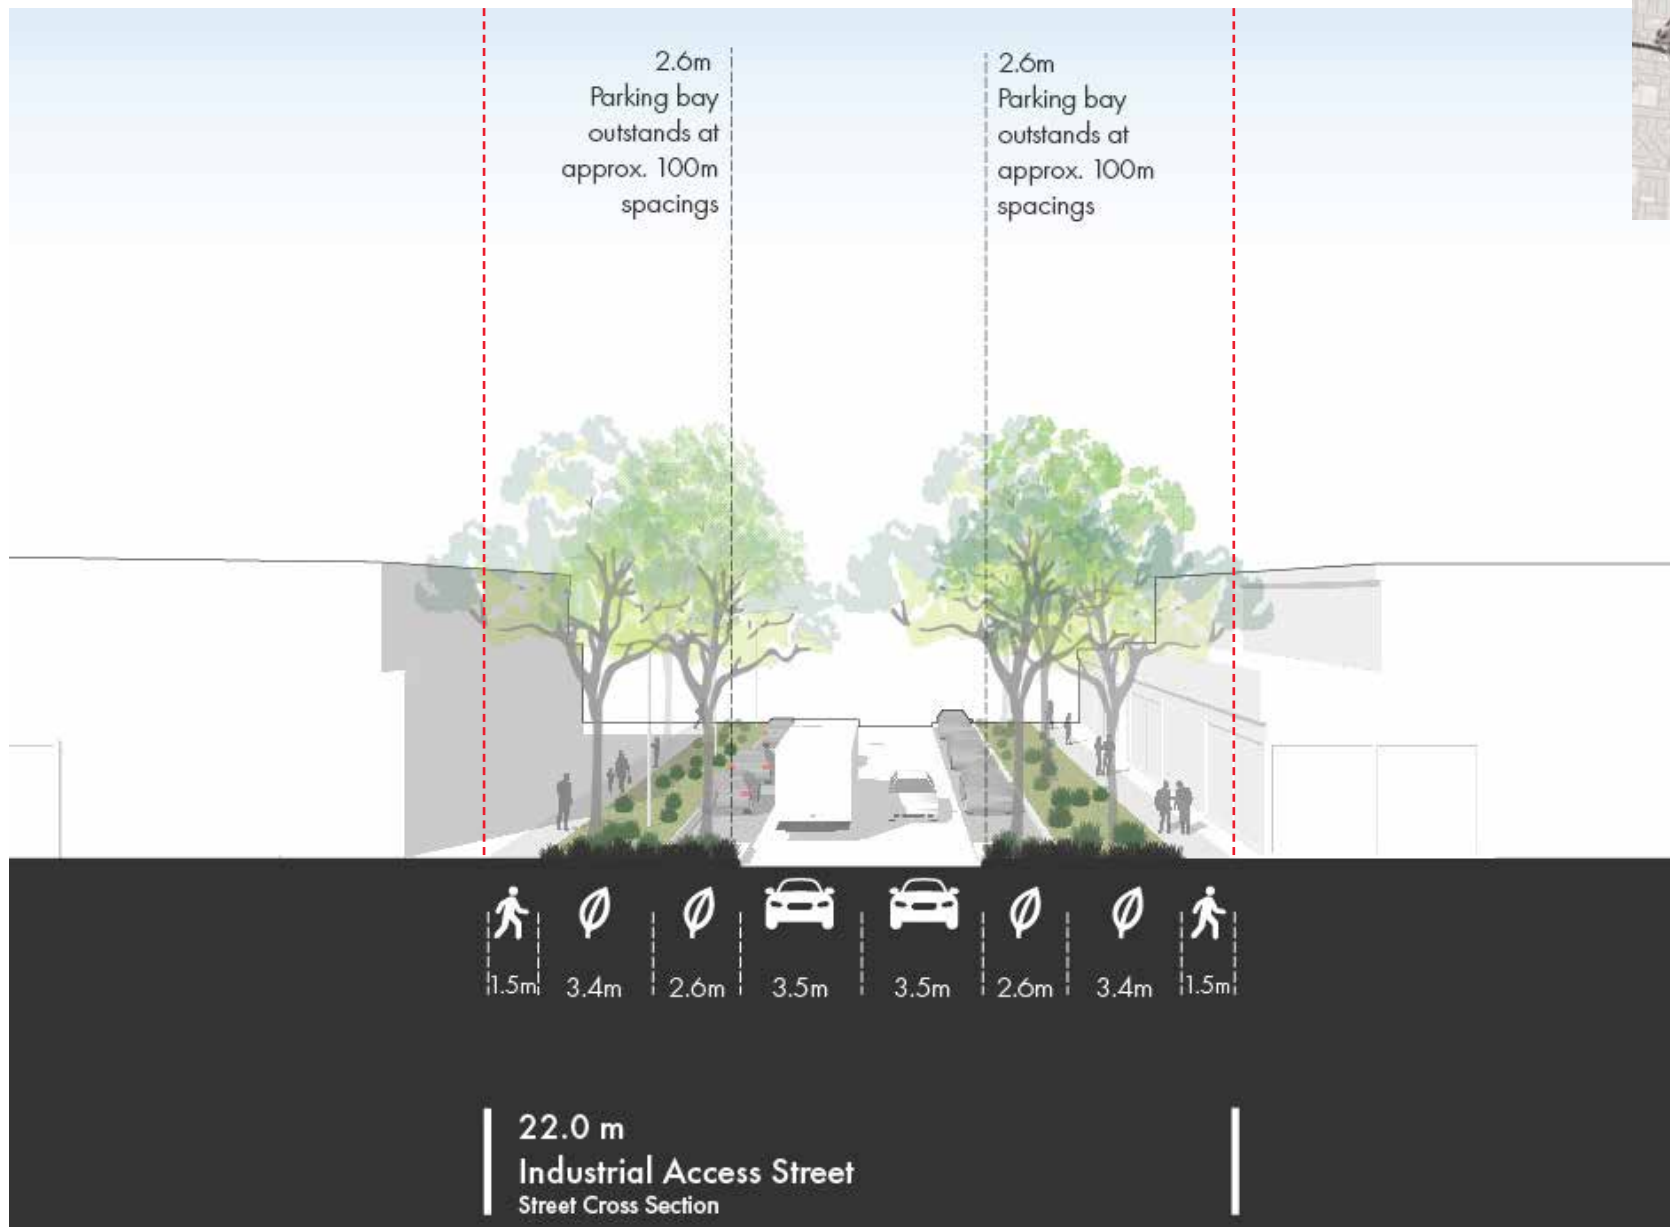 2.6m
Parking bay
outstands at
approx. 100m
spacings
2.6m
Parking bay
outstands at
approx. 100m
spacings
1.5m 3.4m 2.6m 3.5m 3.5m 2.6m 3.4m 1.5m
22.0 m
Industrial Access Street
Street Cross Section